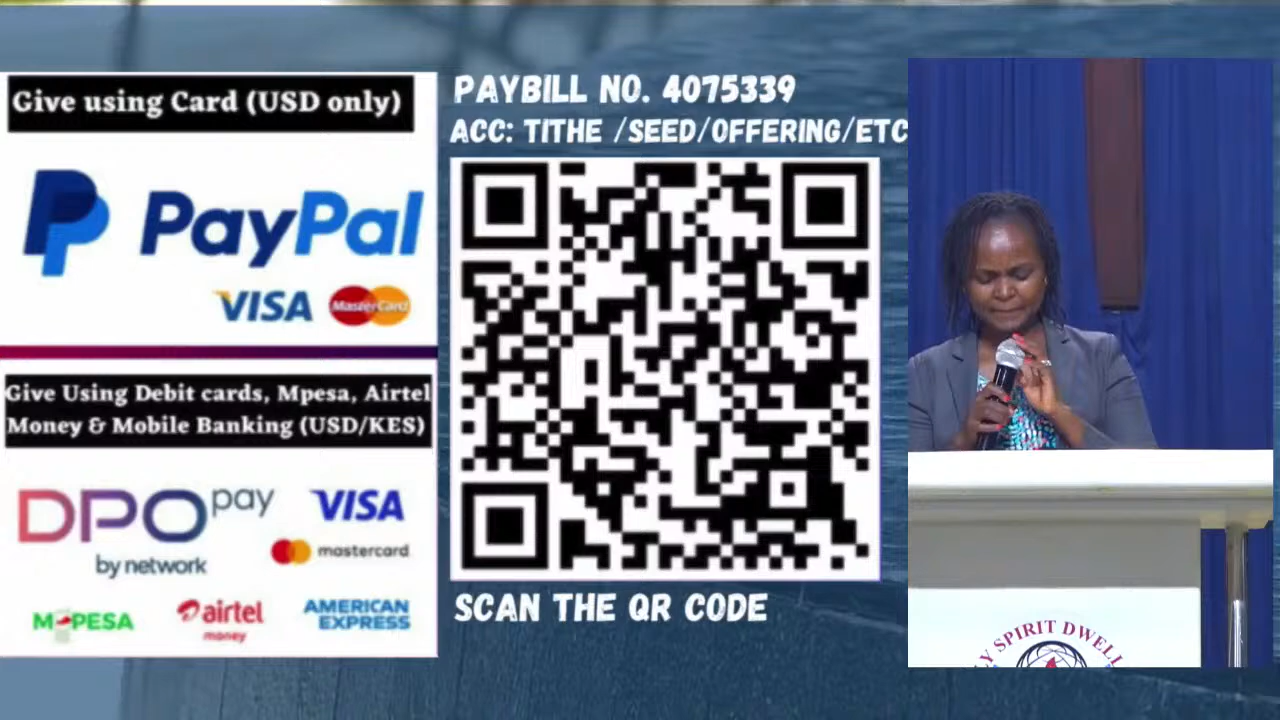 Give using Card (USD only)
PayPal
VISA MasterCard
Give Using Debit cards, Mpesa, Airtel
Money & Mobile Banking (USD/KES)
DPO pay
by network
VISA
mastercard
M-PESA
airtel
money
AMERICAN
EXPRESS
PAYBILL NO. 4075339
ACC: TITHE /SEED/OFFERING/ETC
SCAN THE QR CODE
SPIRIT DWELL